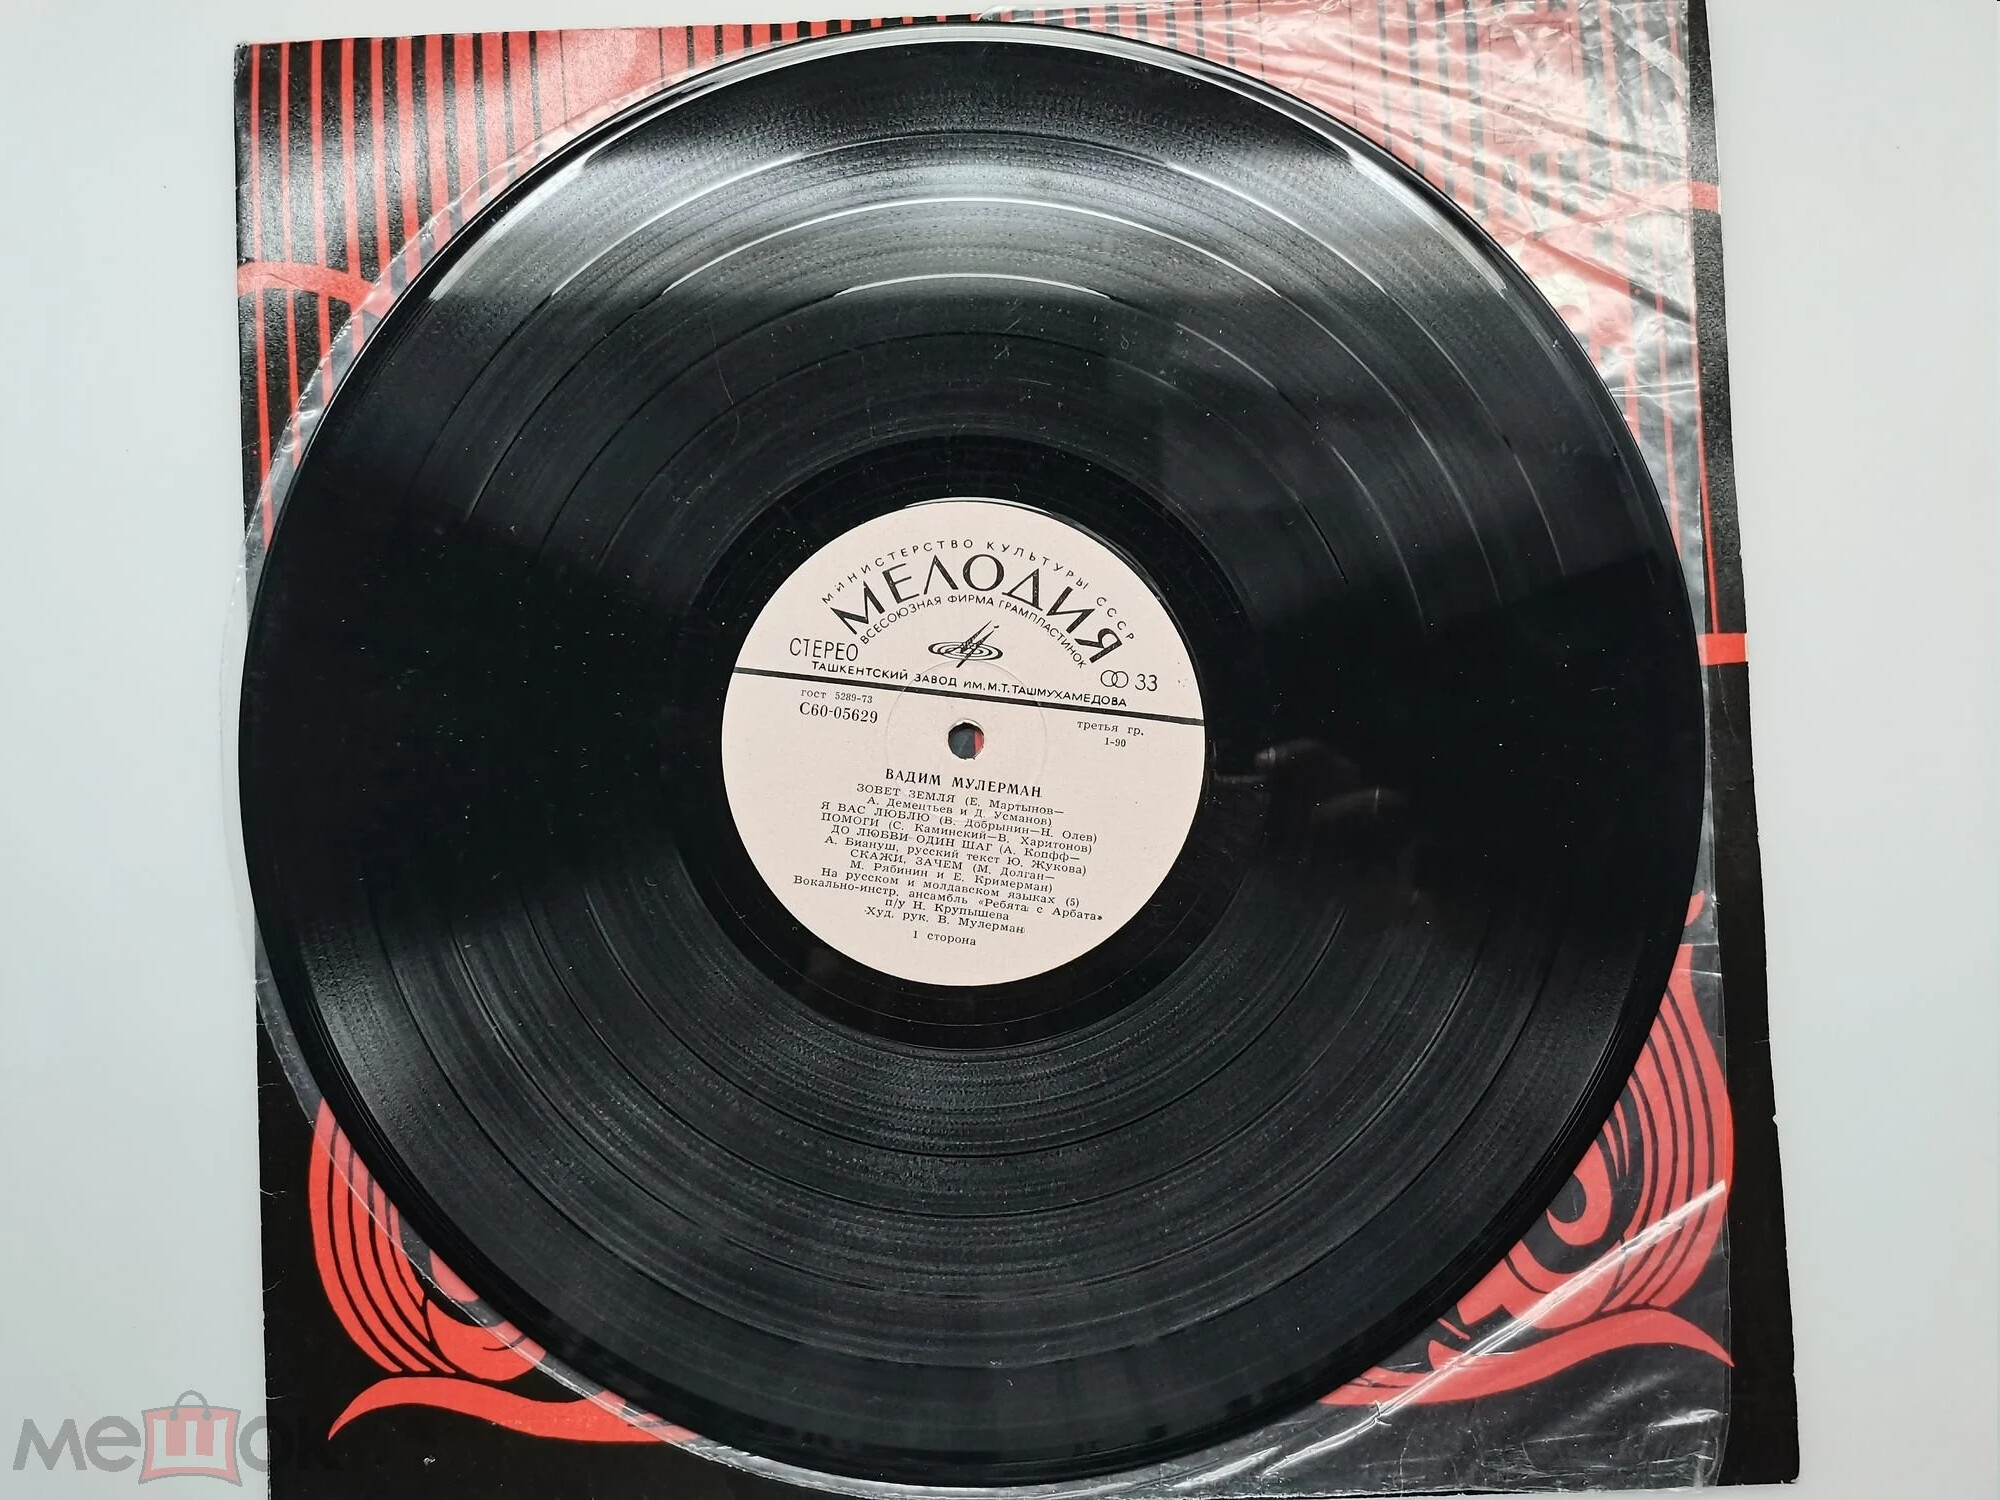 МИНИСТЕРСТВО КУЛЬТУРЫ СССР
МЕЛОДИЯ
ВСЕСОЮЗНАЯ ФИРМА ГРАМПЛАСТИНОК
СТЕРЕО
33
ТАШКЕНТСКИЙ ЗАВОД ИМ. М.Т. ТАШМУХАМЕДОВА
ГОСТ 5289-73
С60-05629
третья гр.
1-90
ВАДИМ МУЛЕРМАН
ЗОВЕТ ЗЕМЛЯ (Е. Мартынов—
А. Дементьев и Д. Усманов)
Я ВАС ЛЮБЛЮ (В. Добрынин—Н. Олев)
ПОМОГИ (С. Каминский—В. Харитонов)
ДО ЛЮБВИ ОДИН ШАГ (А. Копфф—
А. Биануш, русский текст Ю. Жукова)
СКАЖИ, ЗАЧЕМ (М. Долган—
М. Рябинин и Е. Кримерман)
На русском и молдавском языках (5)
Вокально-инстр. ансамбль «Ребята с Арбата»
п/у Н. Крупышева
Худ. рук. В. Мулерман
1 сторона
мешок